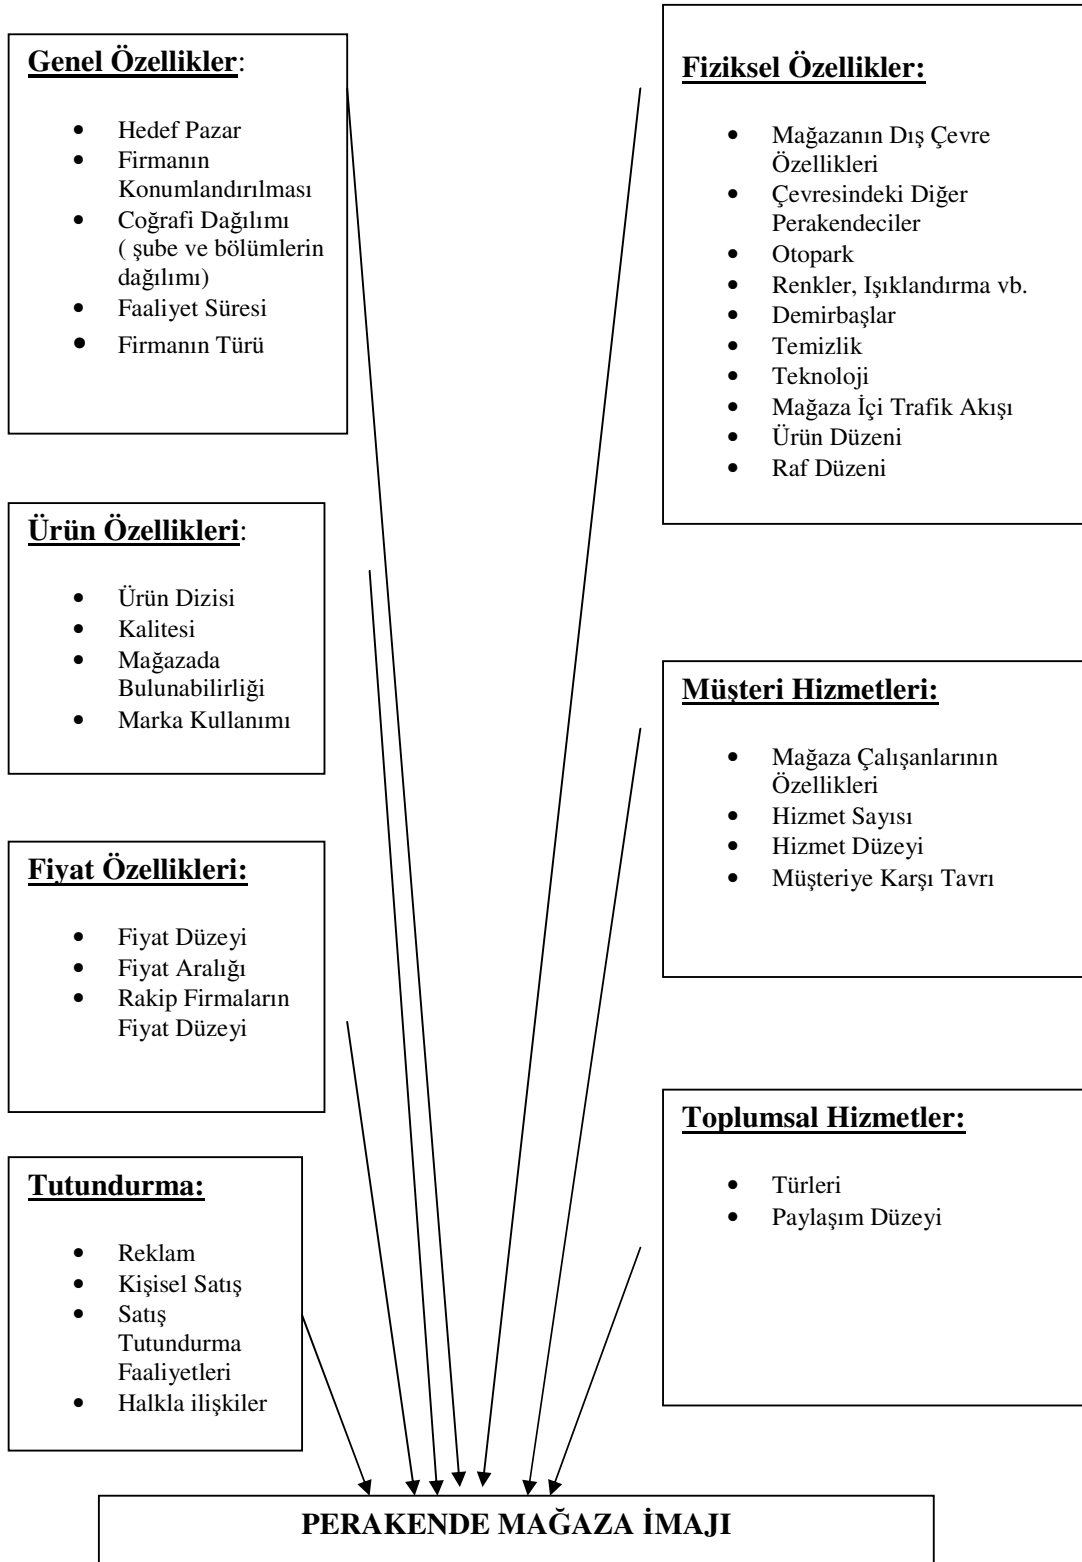 Genel Özellikler:
• Hedef Pazar
• Firmanın
Konumlandırılması
• Coğrafi Dağılımı
( şube ve bölümlerin
dağılımı)
• Faaliyet Süresi
• Firmanın Türü
Ürün Özellikleri:
• Ürün Dizisi
• Kalitesi
• Mağazada
Bulunabilirliği
• Marka Kullanımı
Fiyat Özellikleri:
• Fiyat Düzeyi
• Fiyat Aralığı
• Rakip Firmaların
Fiyat Düzeyi
Tutundurma:
• Reklam
• Kişisel Satış
• Satış
Tutundurma
Faaliyetleri
• Halkla ilişkiler
Fiziksel Özellikler:
• Mağazanın Dış Çevre
Özellikleri
• Çevresindeki Diğer
Perakendeciler
• Otopark
• Renkler, Işıklandırma vb.
• Demirbaşlar
• Temizlik
• Teknoloji
• Mağaza İçi Trafik Akışı
• Ürün Düzeni
• Raf Düzeni
Müşteri Hizmetleri:
• Mağaza Çalışanlarının
Özellikleri
• Hizmet Sayısı
• Hizmet Düzeyi
• Müşteriye Karşı Tavrı
Toplumsal Hizmetler:
• Türleri
• Paylaşım Düzeyi
PERAKENDE MAĞAZA İMAJI